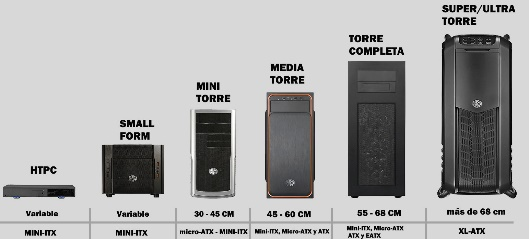 SUPER/ULTRA
TORRE
TORRE
COMPLETA
MEDIA
TORRE
MINI
TORRE
SMALL
FORM
HTPC
Variable
Variable
30 - 45 CM
45 - 60 CM
55 - 68 CM
más de 68 cm
MINI-ITX
MINI-ITX
micro-ATX - MINI-ITX
Mini-ITX, Micro-ATX y ATX
Mini-ITX, Micro-ATX
ATX y EATX
XL-ATX